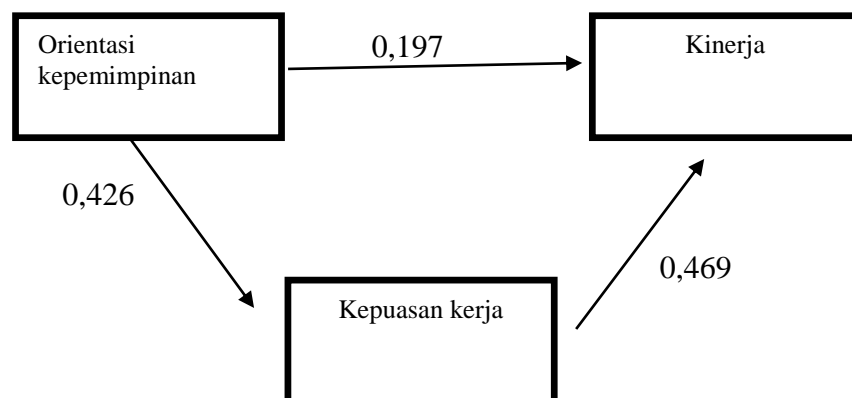 Orientasi
kepemimpinan
0,197
Kinerja
0,426
0,469
Kepuasan kerja